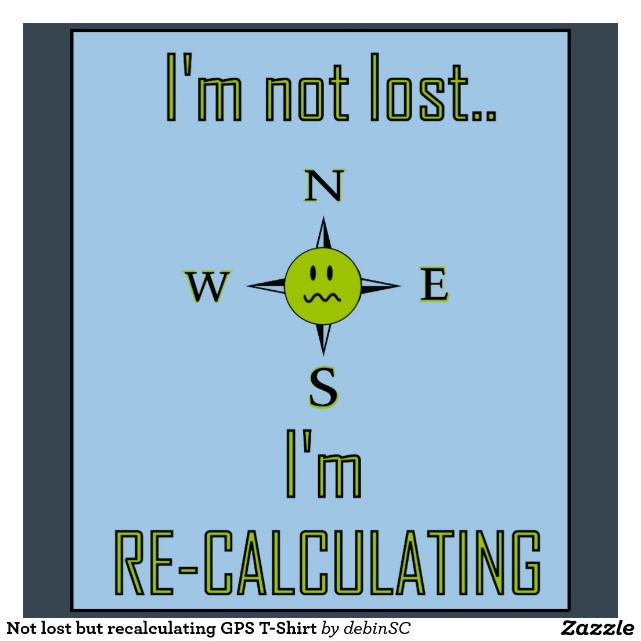 I'm not lost..
N
W E
S
I'm
RE-CALCULATING
Not lost but recalculating GPS T-Shirt by debinSC Zazzle